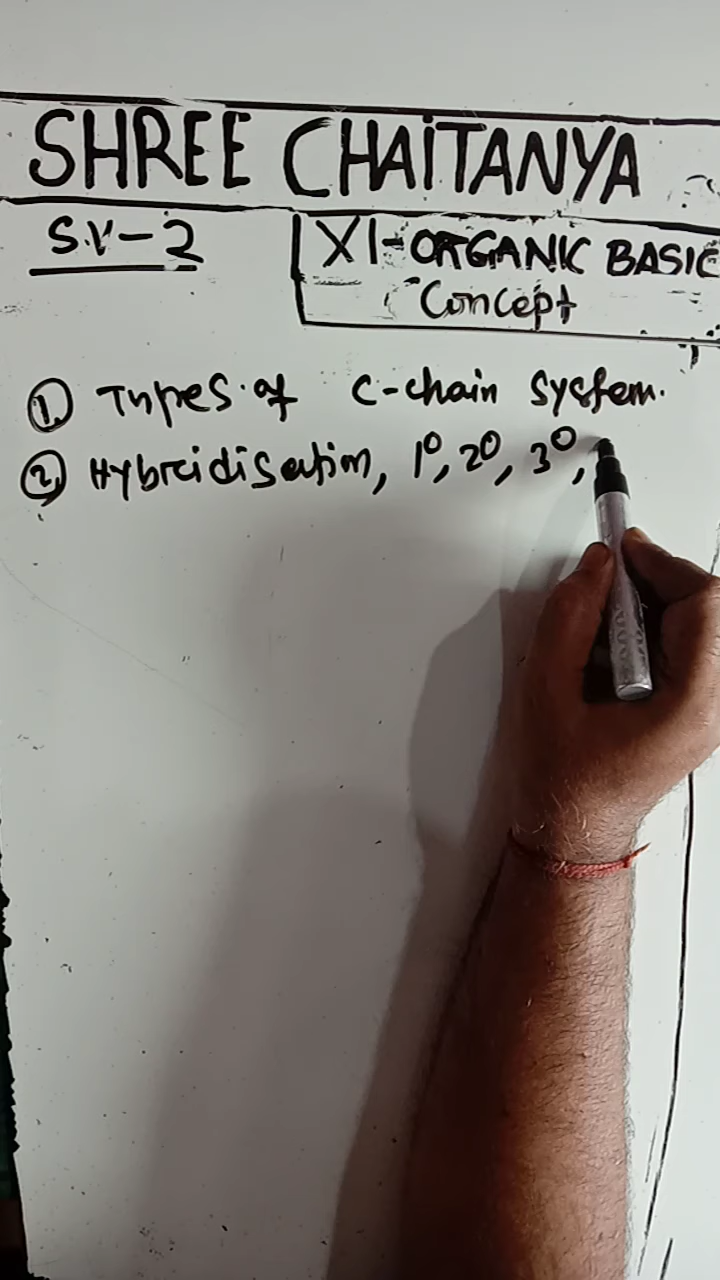 SHREE CHAiTANYA
S.V-2
XI-ORGANIC BASIC
Concept
1. Types of C-chain System.
2. Hybridisation, 1°, 2°, 3°,